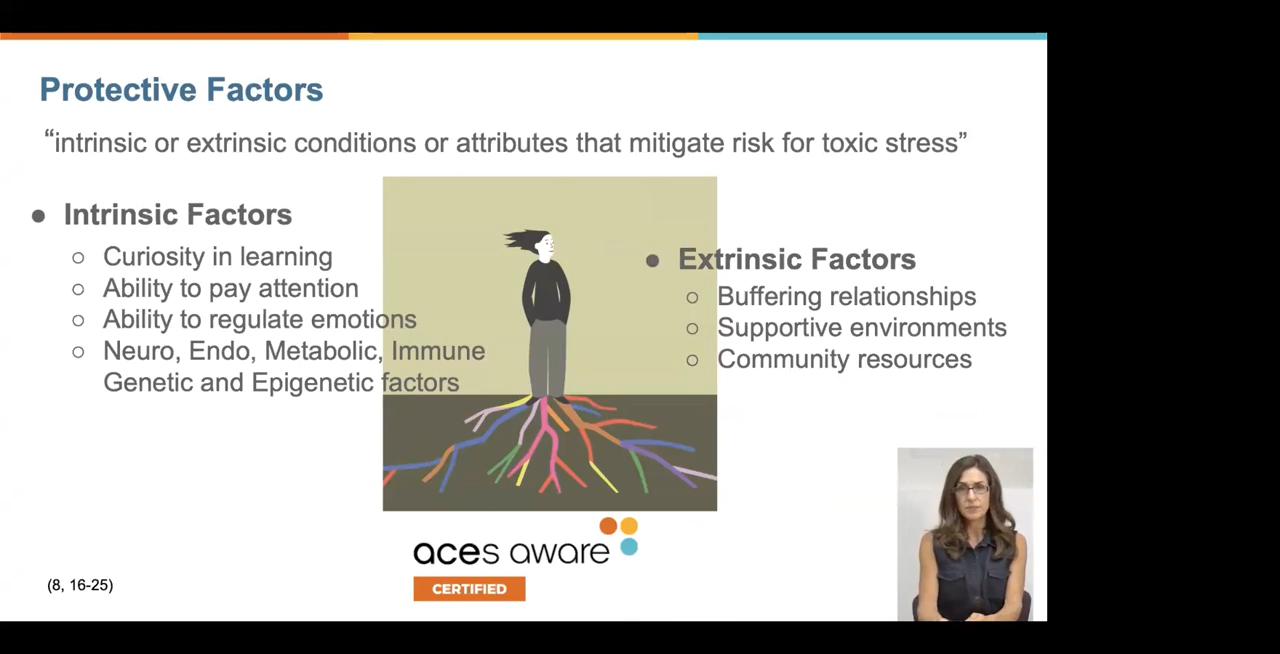 Protective Factors
“intrinsic or extrinsic conditions or attributes that mitigate risk for toxic stress”
● Intrinsic Factors
○ Curiosity in learning
○ Ability to pay attention
○ Ability to regulate emotions
○ Neuro, Endo, Metabolic, Immune
Genetic and Epigenetic factors
● Extrinsic Factors
○ Buffering relationships
○ Supportive environments
○ Community resources
aces aware
CERTIFIED
(8, 16-25)